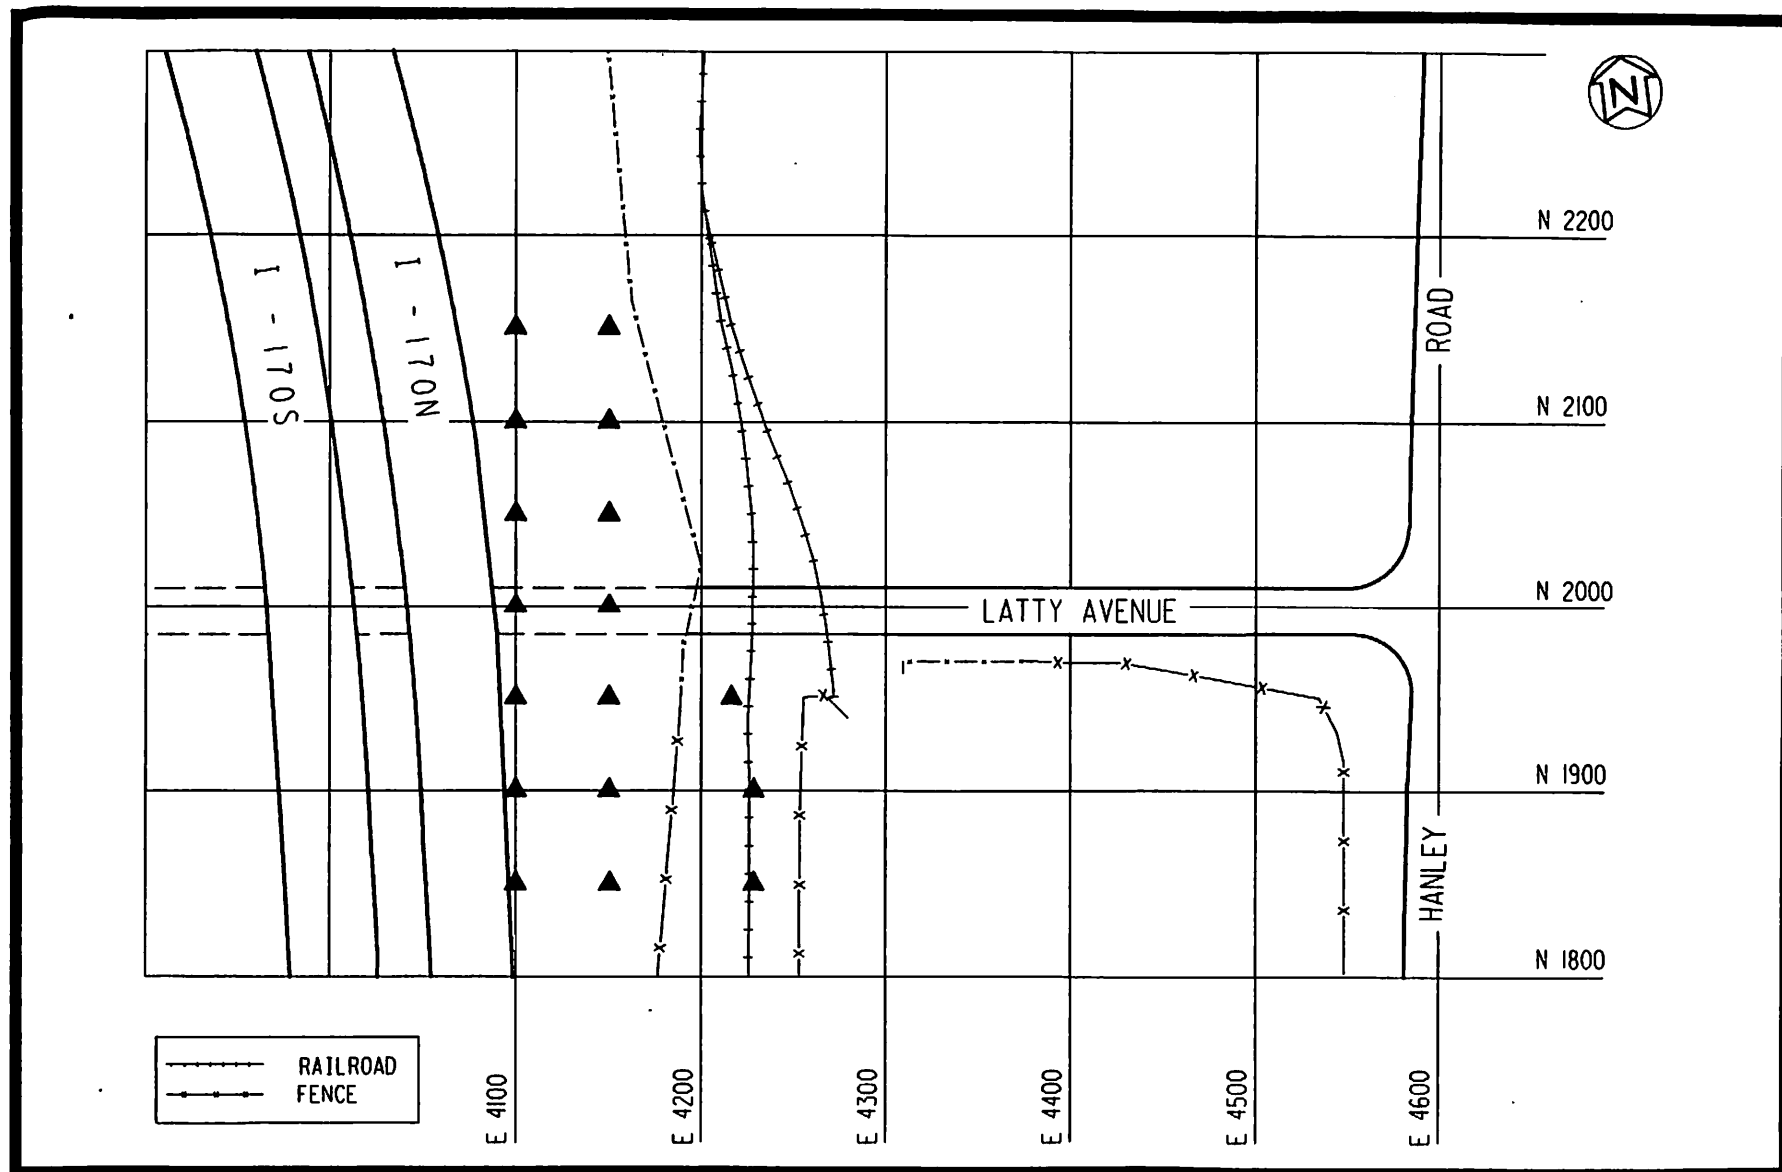 N
N 2200
I - 170S
I - 170N
ROAD
N 2100
N 2000
LATTY AVENUE
N 1900
HANLEY
N 1800
RAILROAD
FENCE
E 4100
E 4200
E 4300
E 4400
E 4500
E 4600